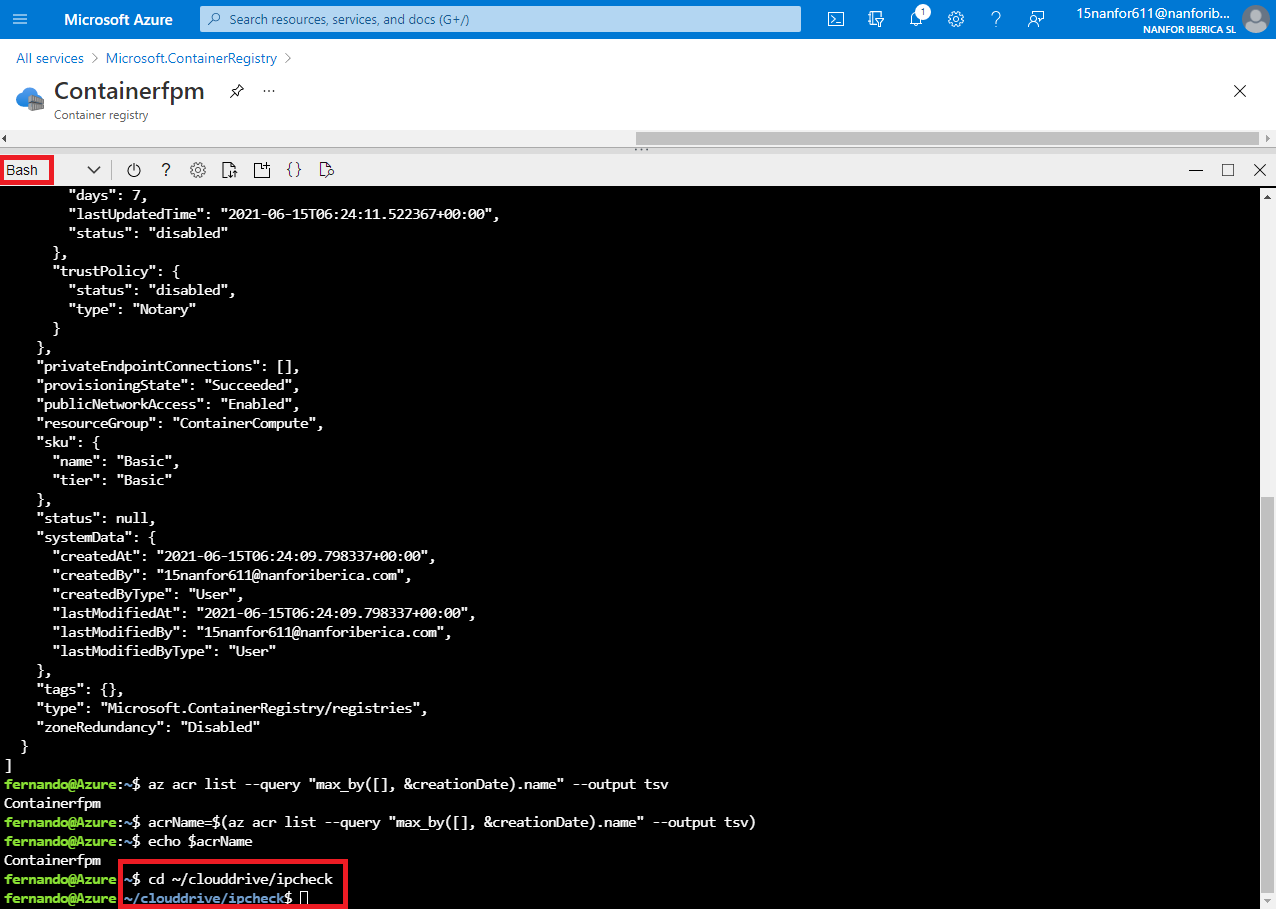 Microsoft Azure
Search resources, services, and docs (G+/)
1
15nanfor611@nanforib...
NANFOR IBERICA SL
All services > Microsoft.ContainerRegistry >
Containerfpm
...
Container registry
Bash
?
{}
"days": 7,
"lastUpdatedTime": "2021-06-15T06:24:11.522367+00:00",
"status": "disabled"
},
"trustPolicy": {
"status": "disabled",
"type": "Notary"
}
},
"privateEndpointConnections": [],
"provisioningState": "Succeeded",
"publicNetworkAccess": "Enabled",
"resourceGroup": "ContainerCompute",
"sku": {
"name": "Basic",
"tier": "Basic"
},
"status": null,
"systemData": {
"createdAt": "2021-06-15T06:24:09.798337+00:00",
"createdBy": "15nanfor611@nanforiberica.com",
"createdByType": "User",
"lastModifiedAt": "2021-06-15T06:24:09.798337+00:00",
"lastModifiedBy": "15nanfor611@nanforiberica.com",
"lastModifiedByType": "User"
},
"tags": {},
"type": "Microsoft.ContainerRegistry/registries",
"zoneRedundancy": "Disabled"
}
]
fernando@Azure:~$ az acr list --query "max_by([], &creationDate).name" --output tsv
Containerfpm
fernando@Azure:~$ acrName=$(az acr list --query "max_by([], &creationDate).name" --output tsv)
fernando@Azure:~$ echo $acrName
Containerfpm
fernando@Azure:~$ cd ~/clouddrive/ipcheck
fernando@Azure:~/clouddrive/ipcheck$